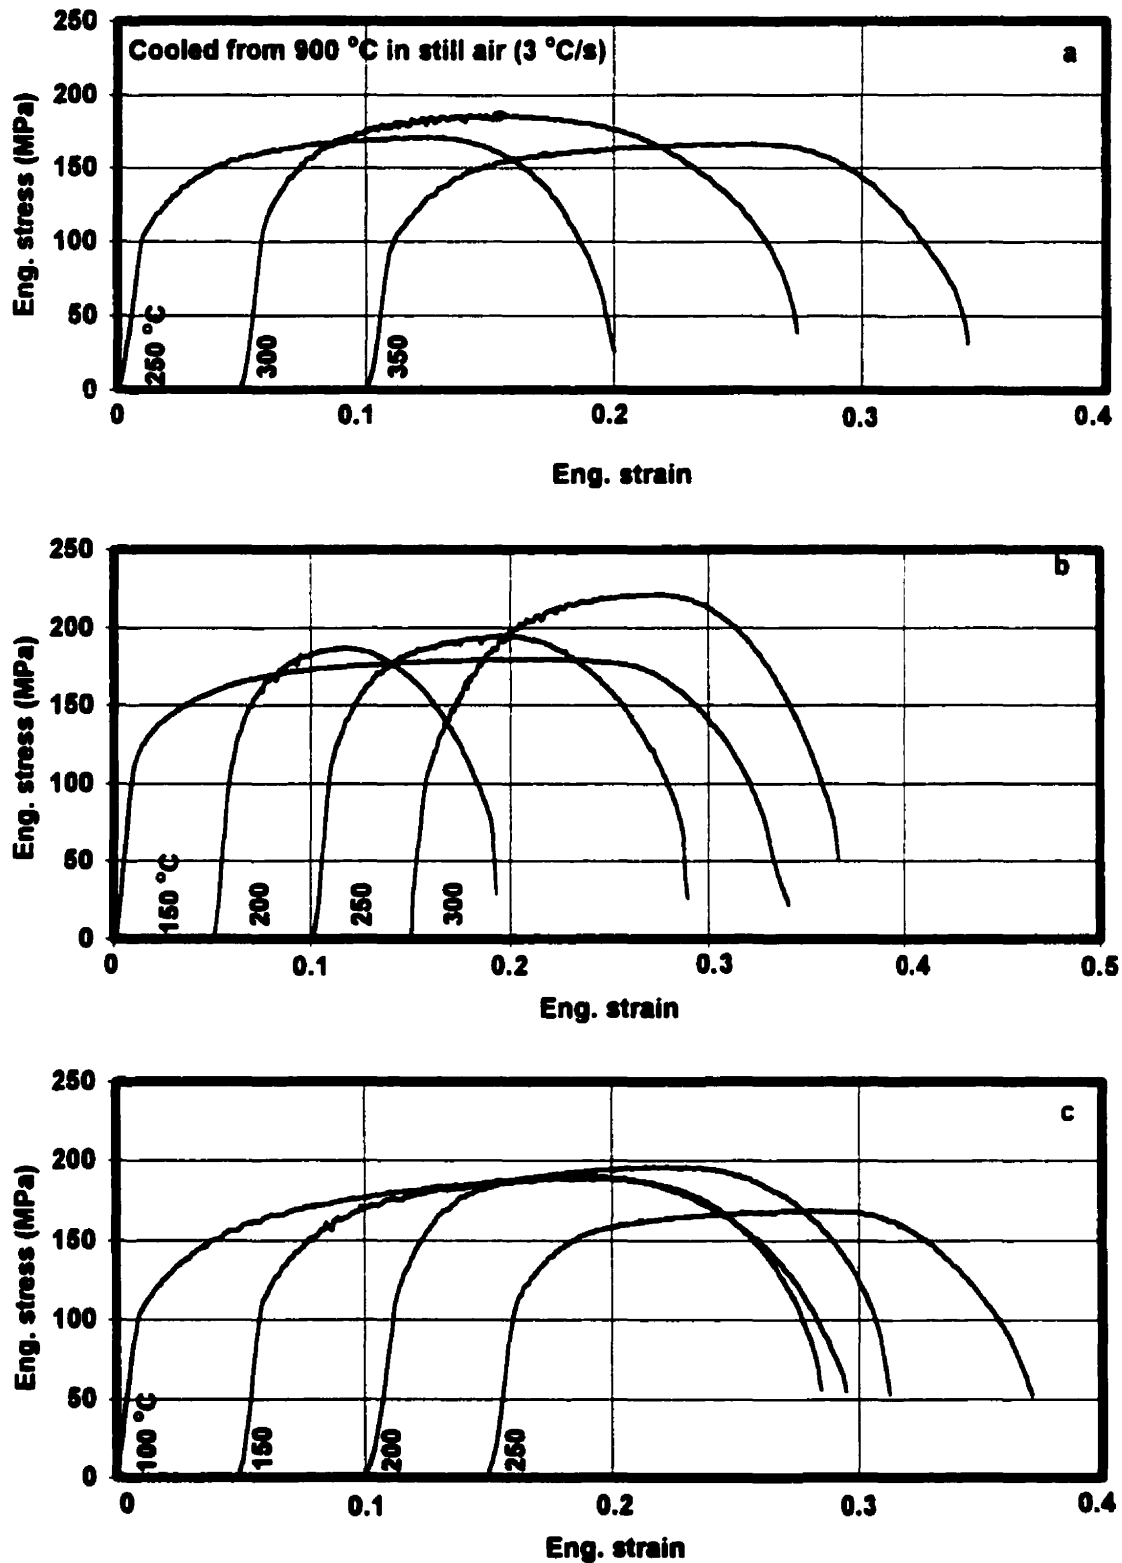 250
Cooled from 900 °C in still air (3 °C/s)
a
200
150
100
50
0
Eng. stress (MPa)
250 °C
300
350
0 0.1 0.2 0.3 0.4
Eng. strain
250
b
200
150
100
50
0
Eng. stress (MPa)
150 °C
200
250
300
0 0.1 0.2 0.3 0.4 0.5
Eng. strain
250
c
200
150
100
50
0
Eng. stress (MPa)
100 °C
150
200
250
0 0.1 0.2 0.3 0.4
Eng. strain